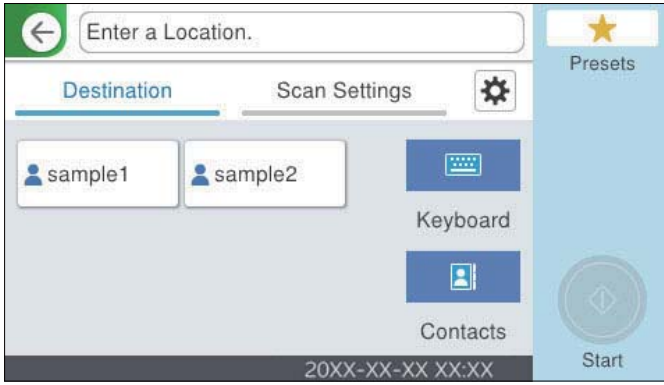 Enter a Location.
Presets
Destination
Scan Settings
sample1
sample2
Keyboard
Contacts
Start
20XX-XX-XX XX:XX